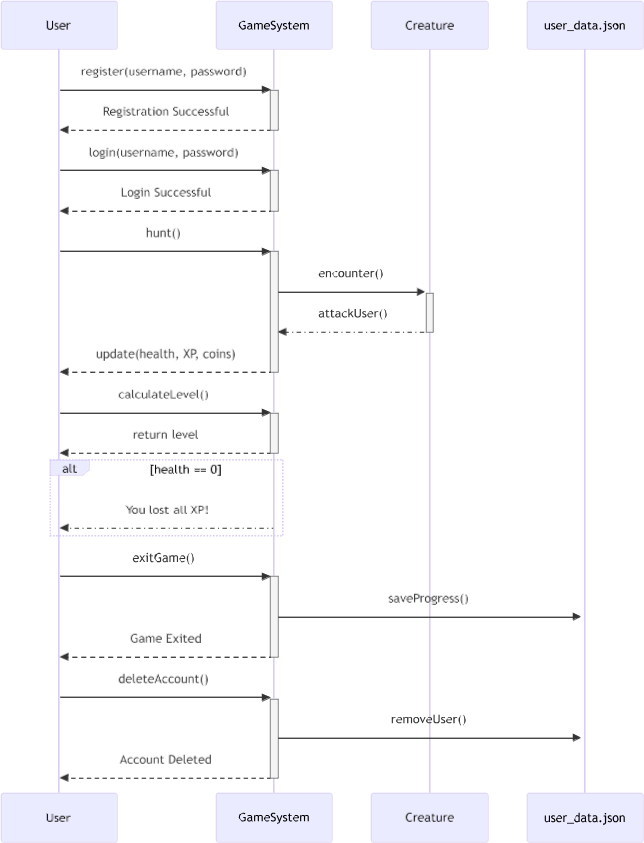 User GameSystem Creature user_data.json
register(username, password)
Registration Successful
login(username, password)
Login Successful
hunt()
encounter()
attackUser()
update(health, XP, coins)
calculateLevel()
return level
alt [health == 0]
You lost all XP!
exitGame()
saveProgress()
Game Exited
deleteAccount()
removeUser()
Account Deleted
User GameSystem Creature user_data.json